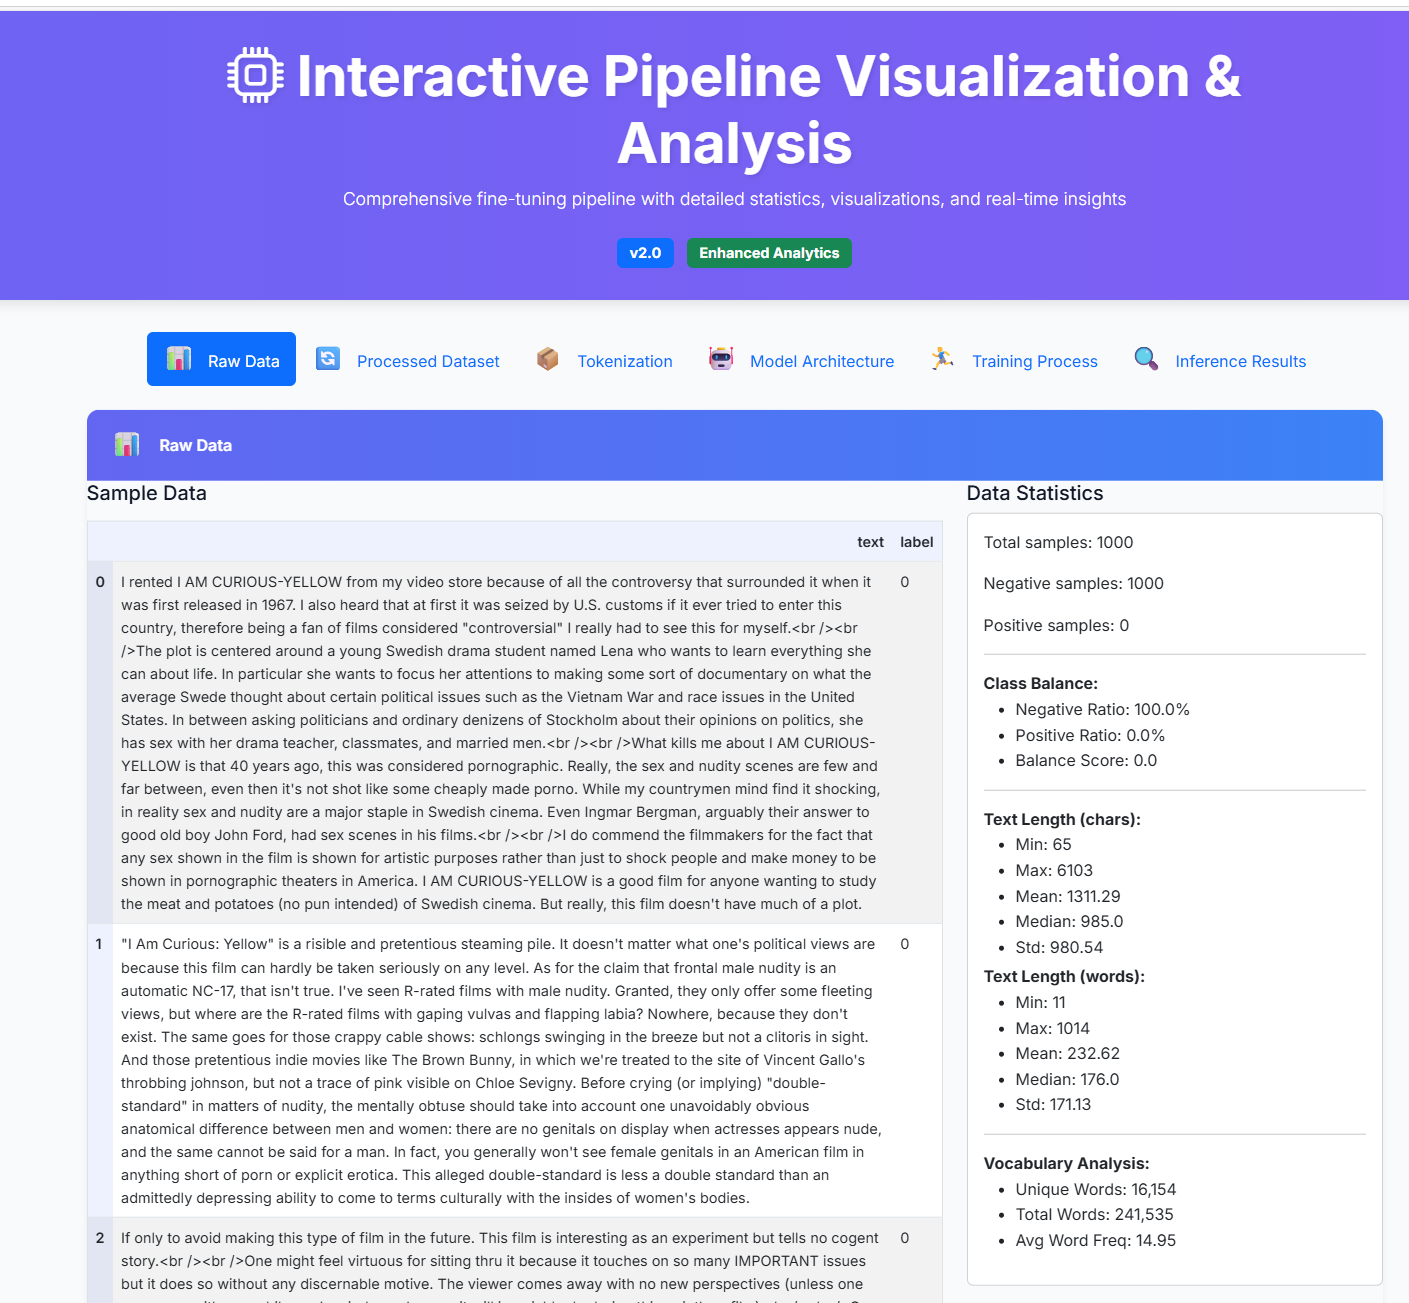 Interactive Pipeline Visualization &
Analysis
Comprehensive fine-tuning pipeline with detailed statistics, visualizations, and real-time insights
v2.0 Enhanced Analytics
Raw Data Processed Dataset Tokenization Model Architecture Training Process Inference Results
Raw Data
Sample Data
text label
0 I rented I AM CURIOUS-YELLOW from my video store because of all the controversy that surrounded it when it 0
was first released in 1967. I also heard that at first it was seized by U.S. customs if it ever tried to enter this
country, therefore being a fan of films considered "controversial" I really had to see this for myself.<br /><br
/>The plot is centered around a young Swedish drama student named Lena who wants to learn everything she
can about life. In particular she wants to focus her attentions to making some sort of documentary on what the
average Swede thought about certain political issues such as the Vietnam War and race issues in the United
States. In between asking politicians and ordinary denizens of Stockholm about their opinions on politics, she
has sex with her drama teacher, classmates, and married men.<br /><br />What kills me about I AM CURIOUS-
YELLOW is that 40 years ago, this was considered pornographic. Really, the sex and nudity scenes are few and
far between, even then it's not shot like some cheaply made porno. While my countrymen mind find it shocking,
in reality sex and nudity are a major staple in Swedish cinema. Even Ingmar Bergman, arguably their answer to
good old boy John Ford, had sex scenes in his films.<br /><br />I do commend the filmmakers for the fact that
any sex shown in the film is shown for artistic purposes rather than just to shock people and make money to be
shown in pornographic theaters in America. I AM CURIOUS-YELLOW is a good film for anyone wanting to study
the meat and potatoes (no pun intended) of Swedish cinema. But really, this film doesn't have much of a plot.
1 "I Am Curious: Yellow" is a risible and pretentious steaming pile. It doesn't matter what one's political views are 0
because this film can hardly be taken seriously on any level. As for the claim that frontal male nudity is an
automatic NC-17, that isn't true. I've seen R-rated films with male nudity. Granted, they only offer some fleeting
views, but where are the R-rated films with gaping vulvas and flapping labia? Nowhere, because they don't
exist. The same goes for those crappy cable shows: schlongs swinging in the breeze but not a clitoris in sight.
And those pretentious indie movies like The Brown Bunny, in which we're treated to the site of Vincent Gallo's
throbbing johnson, but not a trace of pink visible on Chloe Sevigny. Before crying (or implying) "double-
standard" in matters of nudity, the mentally obtuse should take into account one unavoidably obvious
anatomical difference between men and women: there are no genitals on display when actresses appears nude,
and the same cannot be said for a man. In fact, you generally won't see female genitals in an American film in
anything short of porn or explicit erotica. This alleged double-standard is less a double standard than an
admittedly depressing ability to come to terms culturally with the insides of women's bodies.
2 If only to avoid making this type of film in the future. This film is interesting as an experiment but tells no cogent 0
story.<br /><br />One might feel virtuous for sitting thru it because it touches on so many IMPORTANT issues
but it does so without any discernable motive. The viewer comes away with no new perspectives (unless one
Data Statistics
Total samples: 1000
Negative samples: 1000
Positive samples: 0
Class Balance:
Negative Ratio: 100.0%
Positive Ratio: 0.0%
Balance Score: 0.0
Text Length (chars):
Min: 65
Max: 6103
Mean: 1311.29
Median: 985.0
Std: 980.54
Text Length (words):
Min: 11
Max: 1014
Mean: 232.62
Median: 176.0
Std: 171.13
Vocabulary Analysis:
Unique Words: 16,154
Total Words: 241,535
Avg Word Freq: 14.95